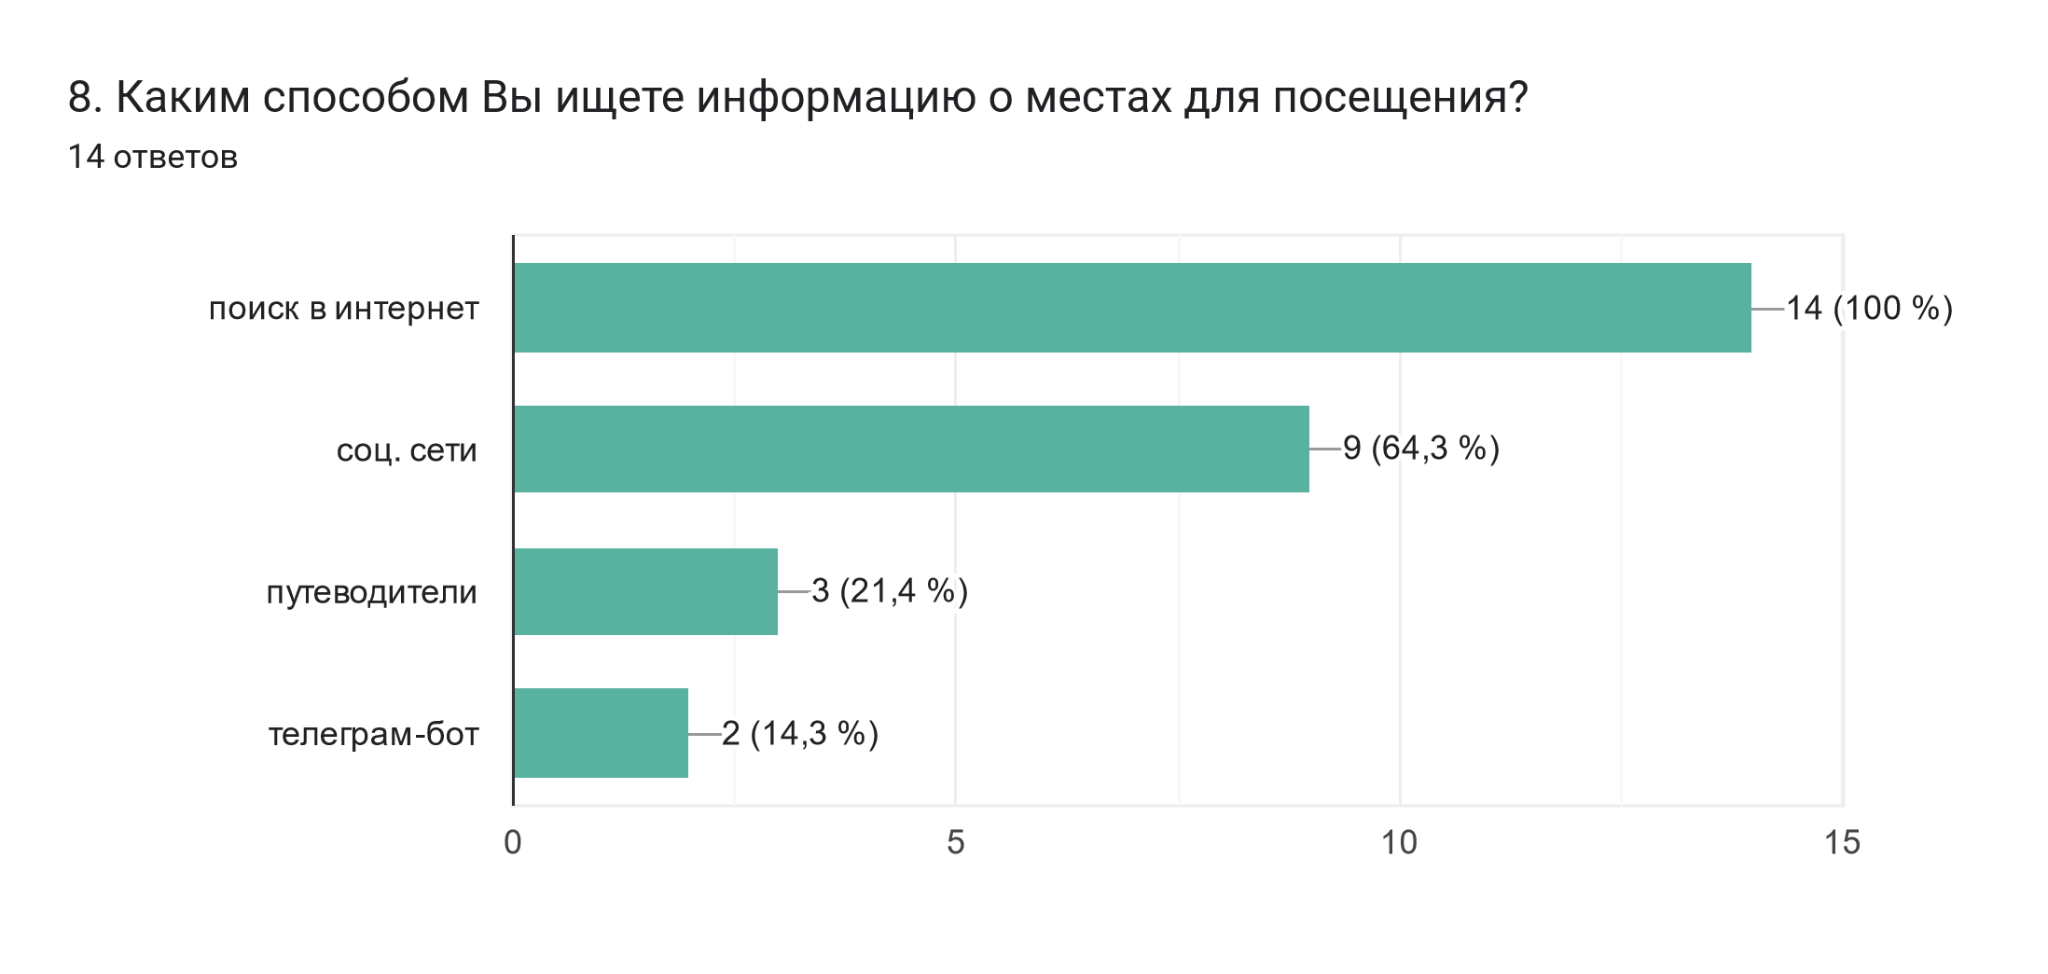 8. Каким способом Вы ищете информацию о местах для посещения?
14 ответов
поиск в интернет
14 (100 %)
соц. сети
9 (64,3 %)
путеводители
3 (21,4 %)
телеграм-бот
2 (14,3 %)
0 5 10 15